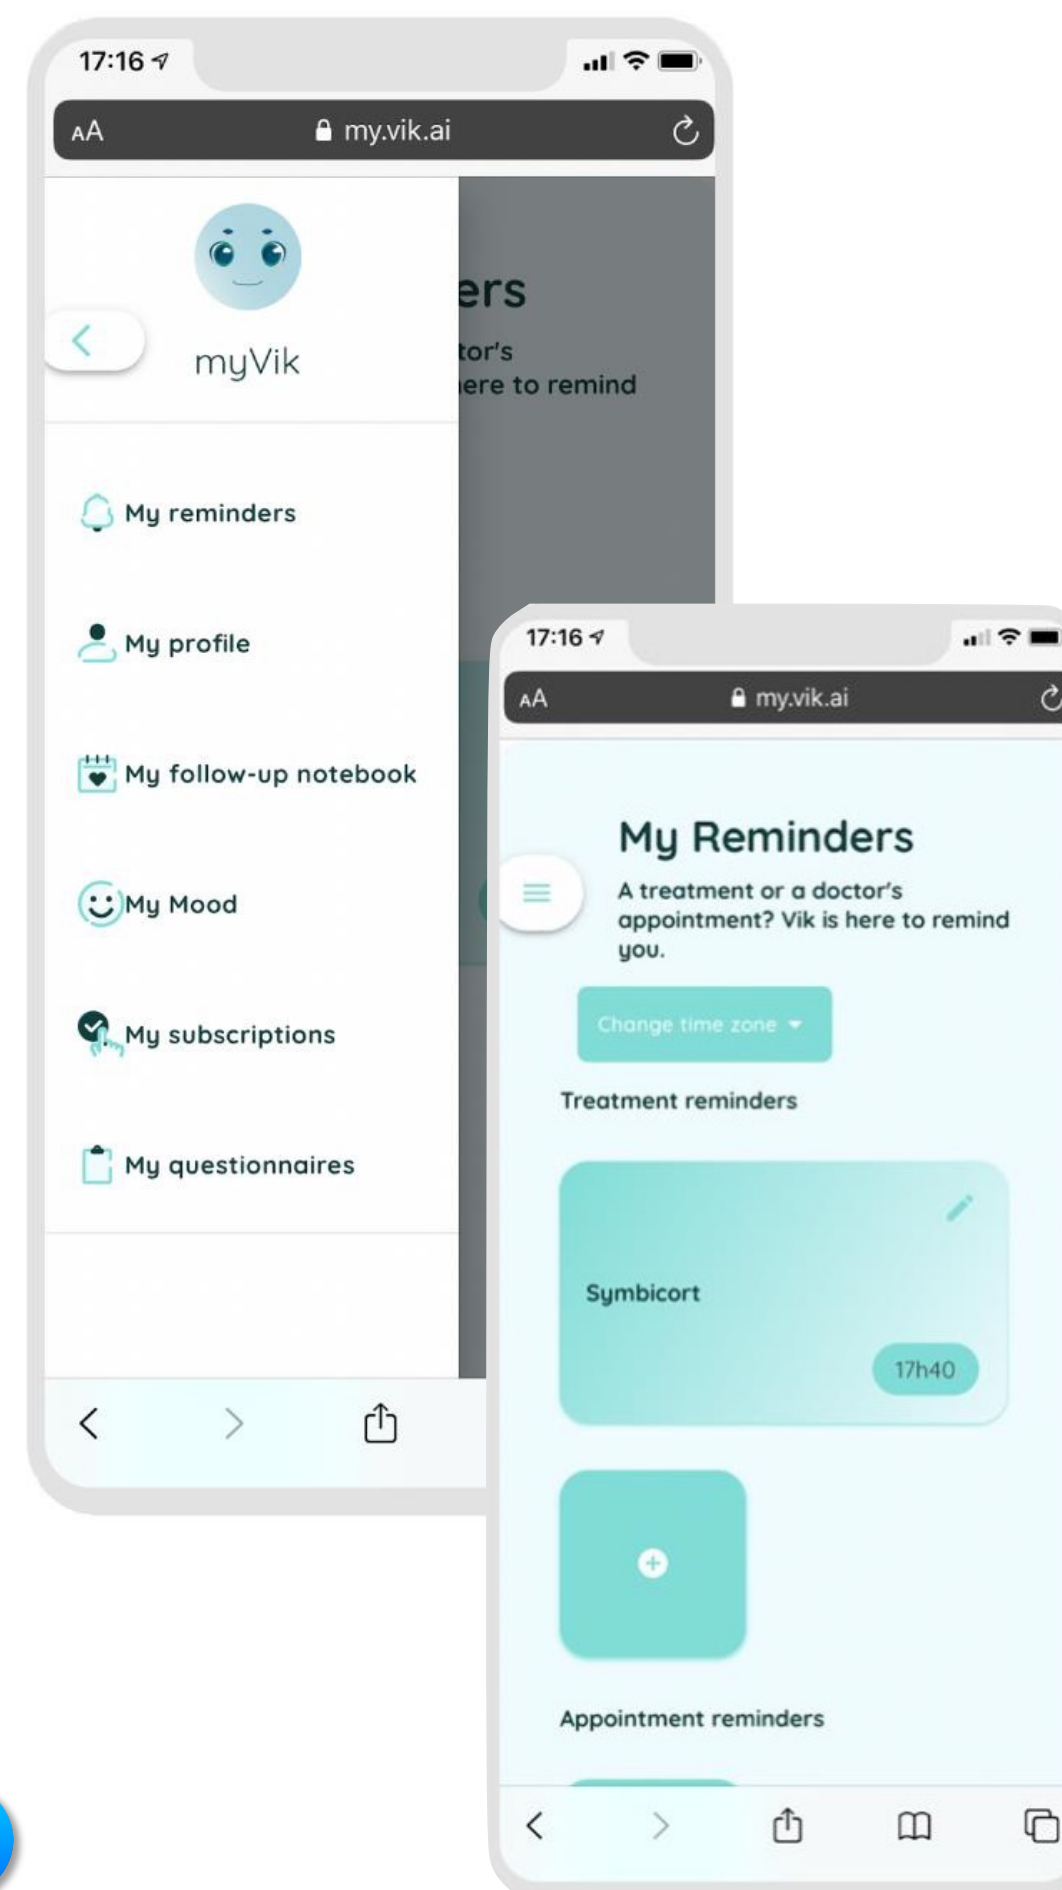 17:16
AA my.vik.ai
myVik
ers
tor's
ere to remind
My reminders
My profile
My follow-up notebook
My Mood
My subscriptions
My questionnaires
17:16
AA my.vik.ai
My Reminders
A treatment or a doctor's
appointment? Vik is here to remind
you.
Change time zone
Treatment reminders
Symbicort
17h40
Appointment reminders